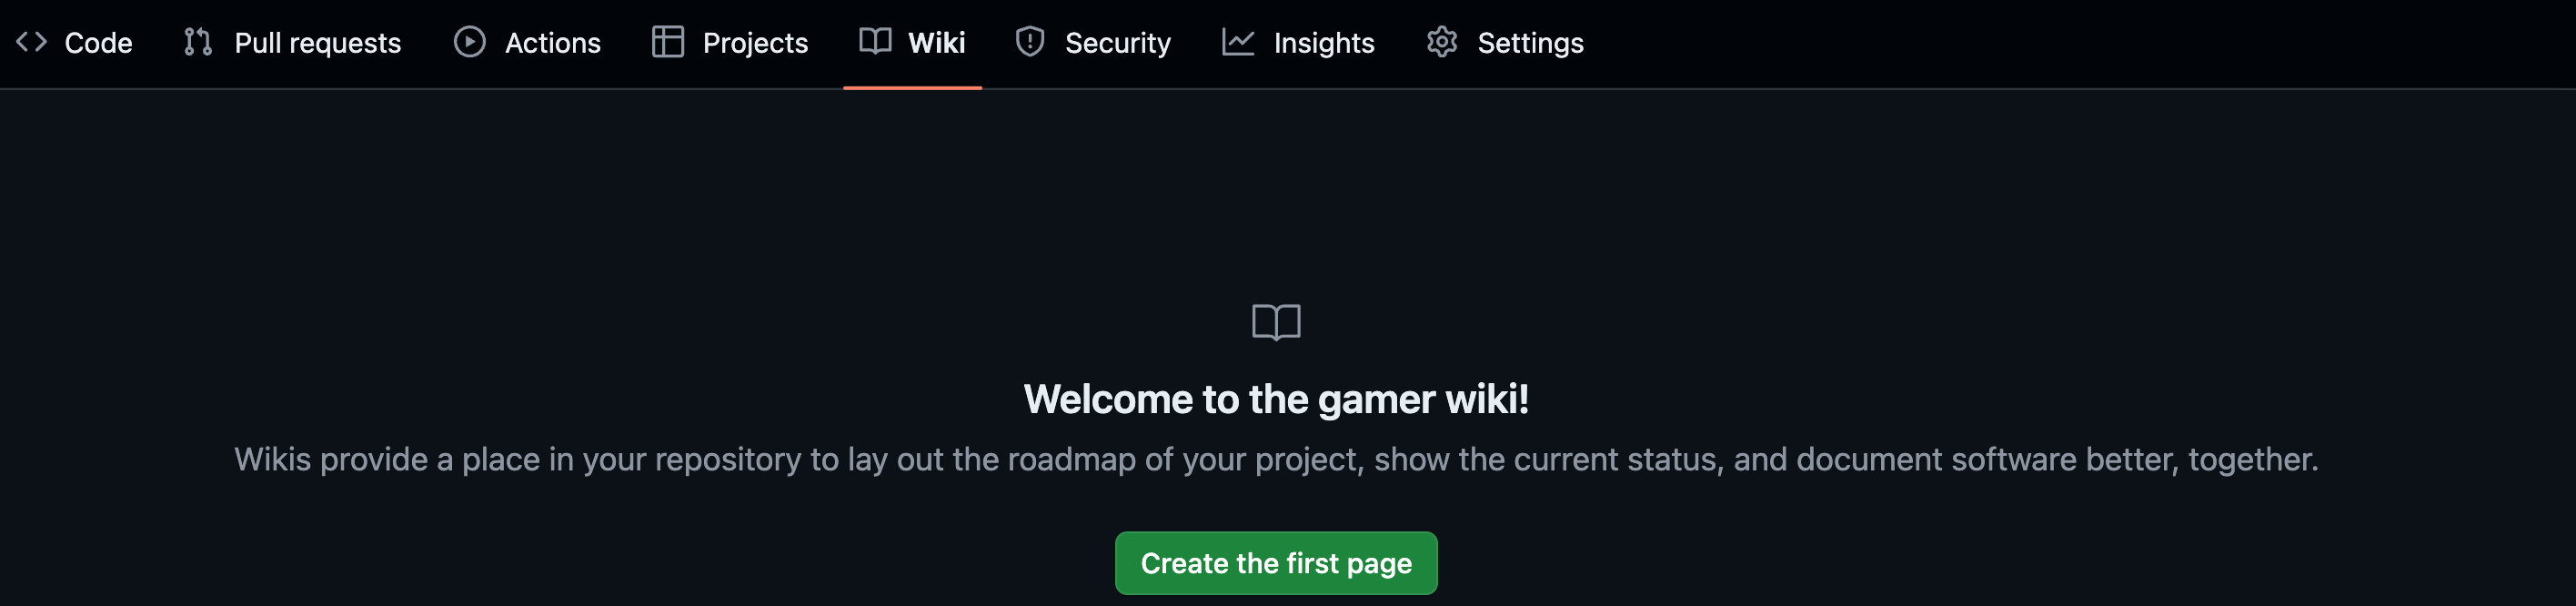 Code Pull requests Actions Projects Wiki Security Insights Settings
Welcome to the gamer wiki!
Wikis provide a place in your repository to lay out the roadmap of your project, show the current status, and document software better, together.
Create the first page